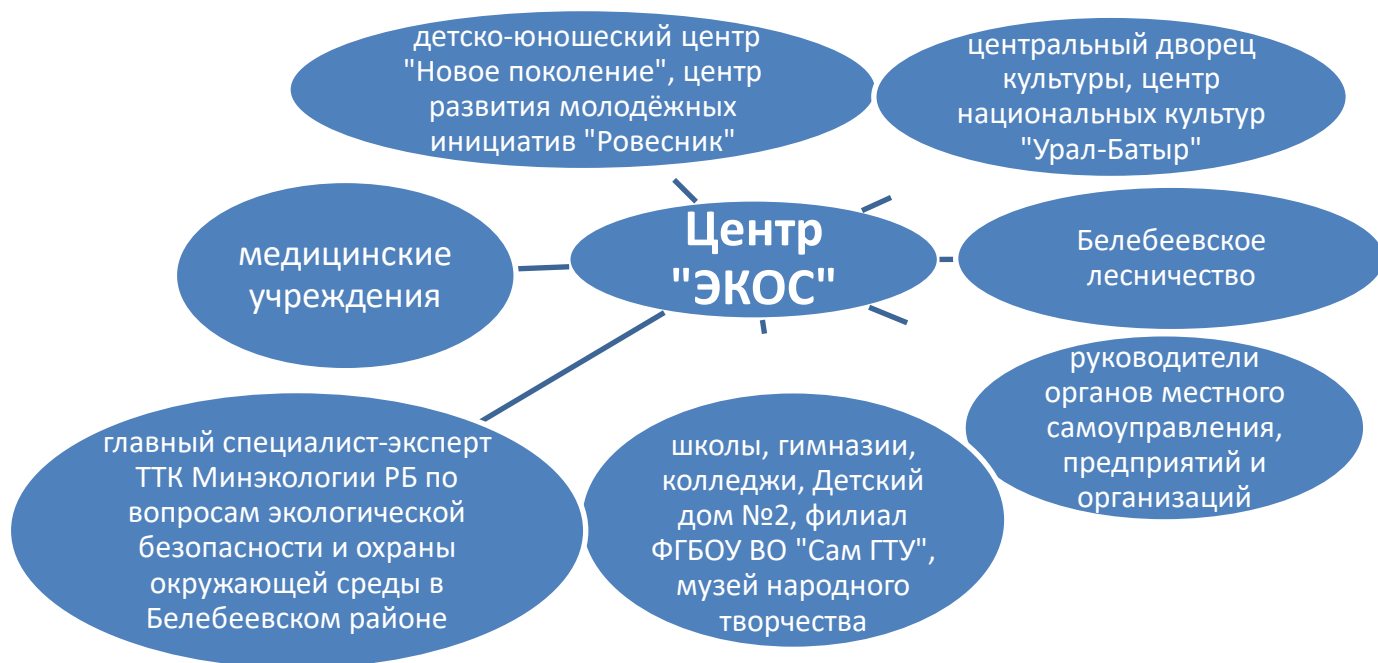 детско-юношеский центр
"Новое поколение", центр
развития молодёжных
инициатив "Ровесник"
центральный дворец
культуры, центр
национальных культур
"Урал-Батыр"
медицинские
учреждения
Центр
"ЭКОС"
Белебеевское
лесничество
руководители
органов местного
самоуправления,
предприятий и
организаций
главный специалист-эксперт
ТТК Минэкологии РБ по
вопросам экологической
безопасности и охраны
окружающей среды в
Белебеевском районе
школы, гимназии,
колледжи, Детский
дом №2, филиал
ФГБОУ ВО "Сам ГТУ",
музей народного
творчества